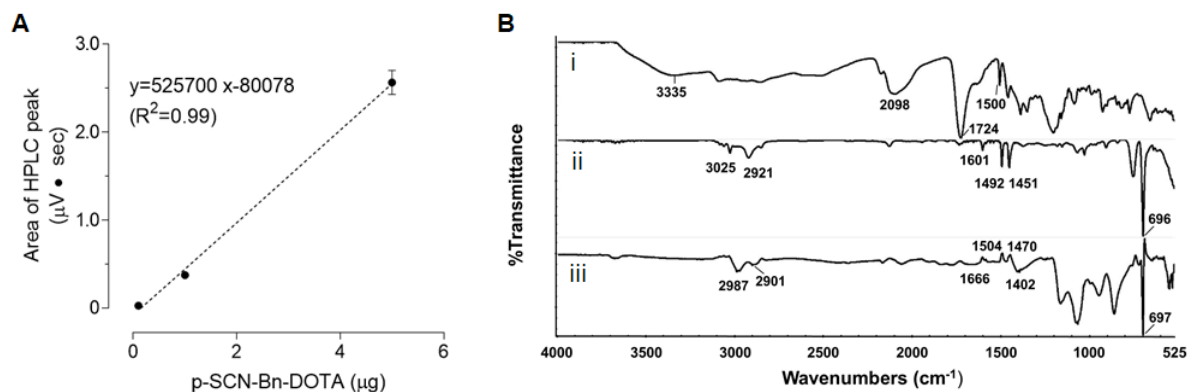 A
Area of HPLC peak
(μV • sec)
3.0
2.0
1.0
0
y=525700 x-80078
(R²=0.99)
0
2
4
6
p-SCN-Bn-DOTA (μg)
B
%Transmittance
i
3335
2098
1724
1500
ii
3025
2921
1601
1492
1451
696
iii
2987
2901
1666
1504
1470
1402
697
4000
3500
3000
2500
2000
1500
1000
525
Wavenumbers (cm⁻¹)